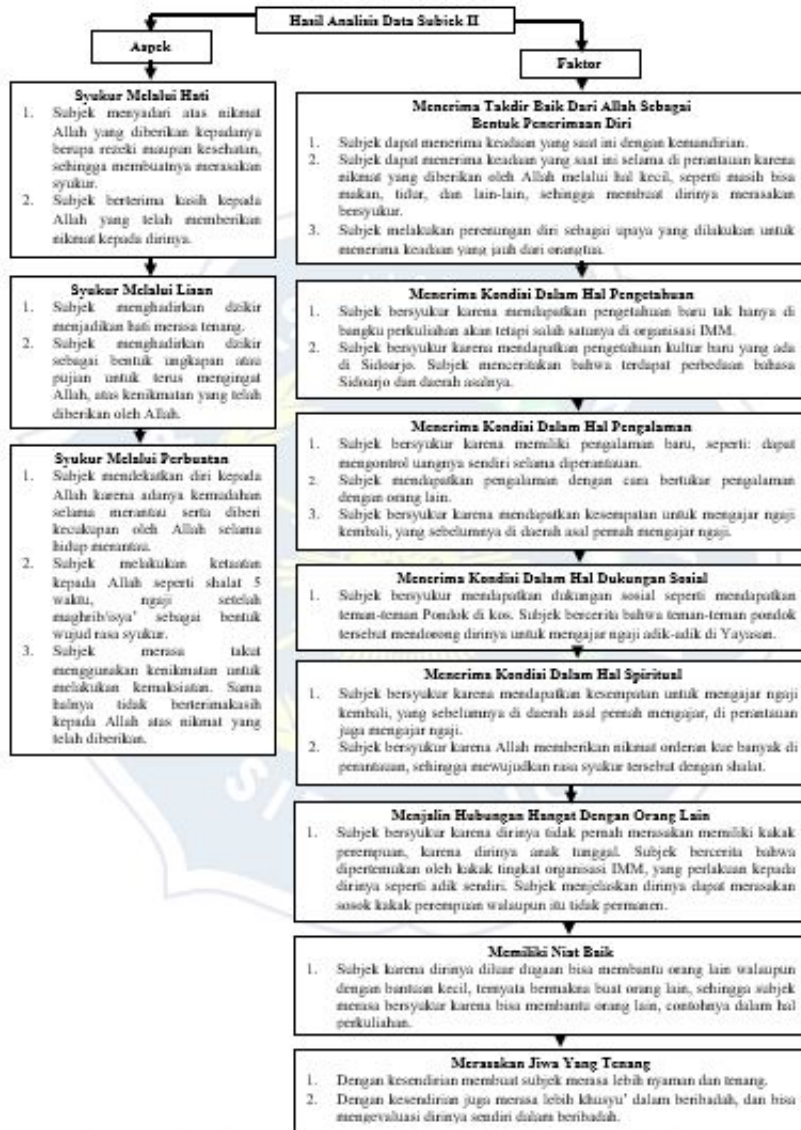 Hasil Analisis Data Subjek II
Aspek
Syukur Melalui Hati
1. Subjek menyadari atas nikmat
Allah yang diberikan kepadanya
berupa rezeki maupun kesehatan,
sehingga membuatnya merasakan
syukur.
2. Subjek berterima kasih kepada
Allah yang telah memberikan
nikmat kepada dirinya.
Syukur Melalui Lisan
1. Subjek menghadirkan dzikir
menjadikan hati merasa tenang.
2. Subjek menghadirkan dzikir
sebagai bentuk ungkapan atau
pujian untuk terus mengingat
Allah, atas kenikmatan yang telah
diberikan oleh Allah.
Syukur Melalui Perbuatan
1. Subjek mendekatkan diri kepada
Allah karena adanya kemudahan
selama merantau serta diberi
kecukupan oleh Allah selama
hidup merantau.
2. Subjek melakukan ketaatan
kepada Allah seperti shalat 5
waktu, ngaji setelah
maghrib/isya’ sebagai bentuk
wujud rasa syukur.
3. Subjek merasa takut
menggunakan kenikmatan untuk
melakukan kemaksiatan. Sama
halnya tidak berterimakasih
kepada Allah atas nikmat yang
telah diberikan.
Faktor
Menerima Takdir Baik Dari Allah Sebagai
Bentuk Penerimaan Diri
1. Subjek dapat menerima keadaan yang saat ini dengan kemandirian.
2. Subjek dapat menerima keadaan yang saat ini selama di perantauan karena
nikmat yang diberikan oleh Allah melalui hal kecil, seperti masih bisa
makan, tidur, dan lain-lain, sehingga membuat dirinya merasakan
bersyukur.
3. Subjek melakukan perenungan diri sebagai upaya yang dilakukan untuk
menerima keadaan yang jauh dari orangtua.
Menerima Kondisi Dalam Hal Pengetahuan
1. Subjek bersyukur karena mendapatkan pengetahuan baru tak hanya di
bangku perkuliahan akan tetapi salah satunya di organisasi IMM.
2. Subjek bersyukur karena mendapatkan pengetahuan kultur baru yang ada
di Sidoarjo. Subjek menceritakan bahwa terdapat perbedaan bahasa
Sidoarjo dan daerah asalnya.
Menerima Kondisi Dalam Hal Pengalaman
1. Subjek bersyukur karena memiliki pengalaman baru, seperti: dapat
mengontrol uangnya sendiri selama diperantauan.
2. Subjek mendapatkan pengalaman dengan cara bertukar pengalaman
dengan orang lain.
3. Subjek bersyukur karena mendapatkan kesempatan untuk mengajar ngaji
kembali, yang sebelumnya di daerah asal pernah mengajar ngaji.
Menerima Kondisi Dalam Hal Dukungan Sosial
1. Subjek bersyukur mendapatkan dukungan sosial seperti mendapatkan
teman-teman Pondok di kos. Subjek bercerita bahwa teman-teman pondok
tersebut mendorong dirinya untuk mengajar ngaji adik-adik di Yayasan.
Menerima Kondisi Dalam Hal Spiritual
1. Subjek bersyukur karena mendapatkan kesempatan untuk mengajar ngaji
kembali, yang sebelumnya di daerah asal pernah mengajar, di perantauan
juga mengajar ngaji.
2. Subjek bersyukur karena Allah memberikan nikmat orderan kue banyak di
perantauan, sehingga mewujudkan rasa syukur tersebut dengan shalat.
Menjalin Hubungan Hangat Dengan Orang Lain
1. Subjek bersyukur karena dirinya tidak pernah merasakan memiliki kakak
perempuan, karena dirinya anak tunggal. Subjek bercerita bahwa
dipertemukan oleh kakak tingkat organisasi IMM, yang perlakuan kepada
dirinya seperti adik sendiri. Subjek menjelaskan dirinya dapat merasakan
sosok kakak perempuan walaupun itu tidak permanen.
Memiliki Niat Baik
1. Subjek karena dirinya diluar dugaan bisa membantu orang lain walaupun
dengan bantuan kecil, ternyata bermakna buat orang lain, sehingga subjek
merasa bersyukur karena bisa membantu orang lain, contohnya dalam hal
perkuliahan.
Merasakan Jiwa Yang Tenang
1. Dengan kesendirian membuat subjek merasa lebih nyaman dan tenang.
2. Dengan kesendirian juga merasa lebih khusyu’ dalam beribadah, dan bisa
mengevaluasi dirinya sendiri dalam beribadah.